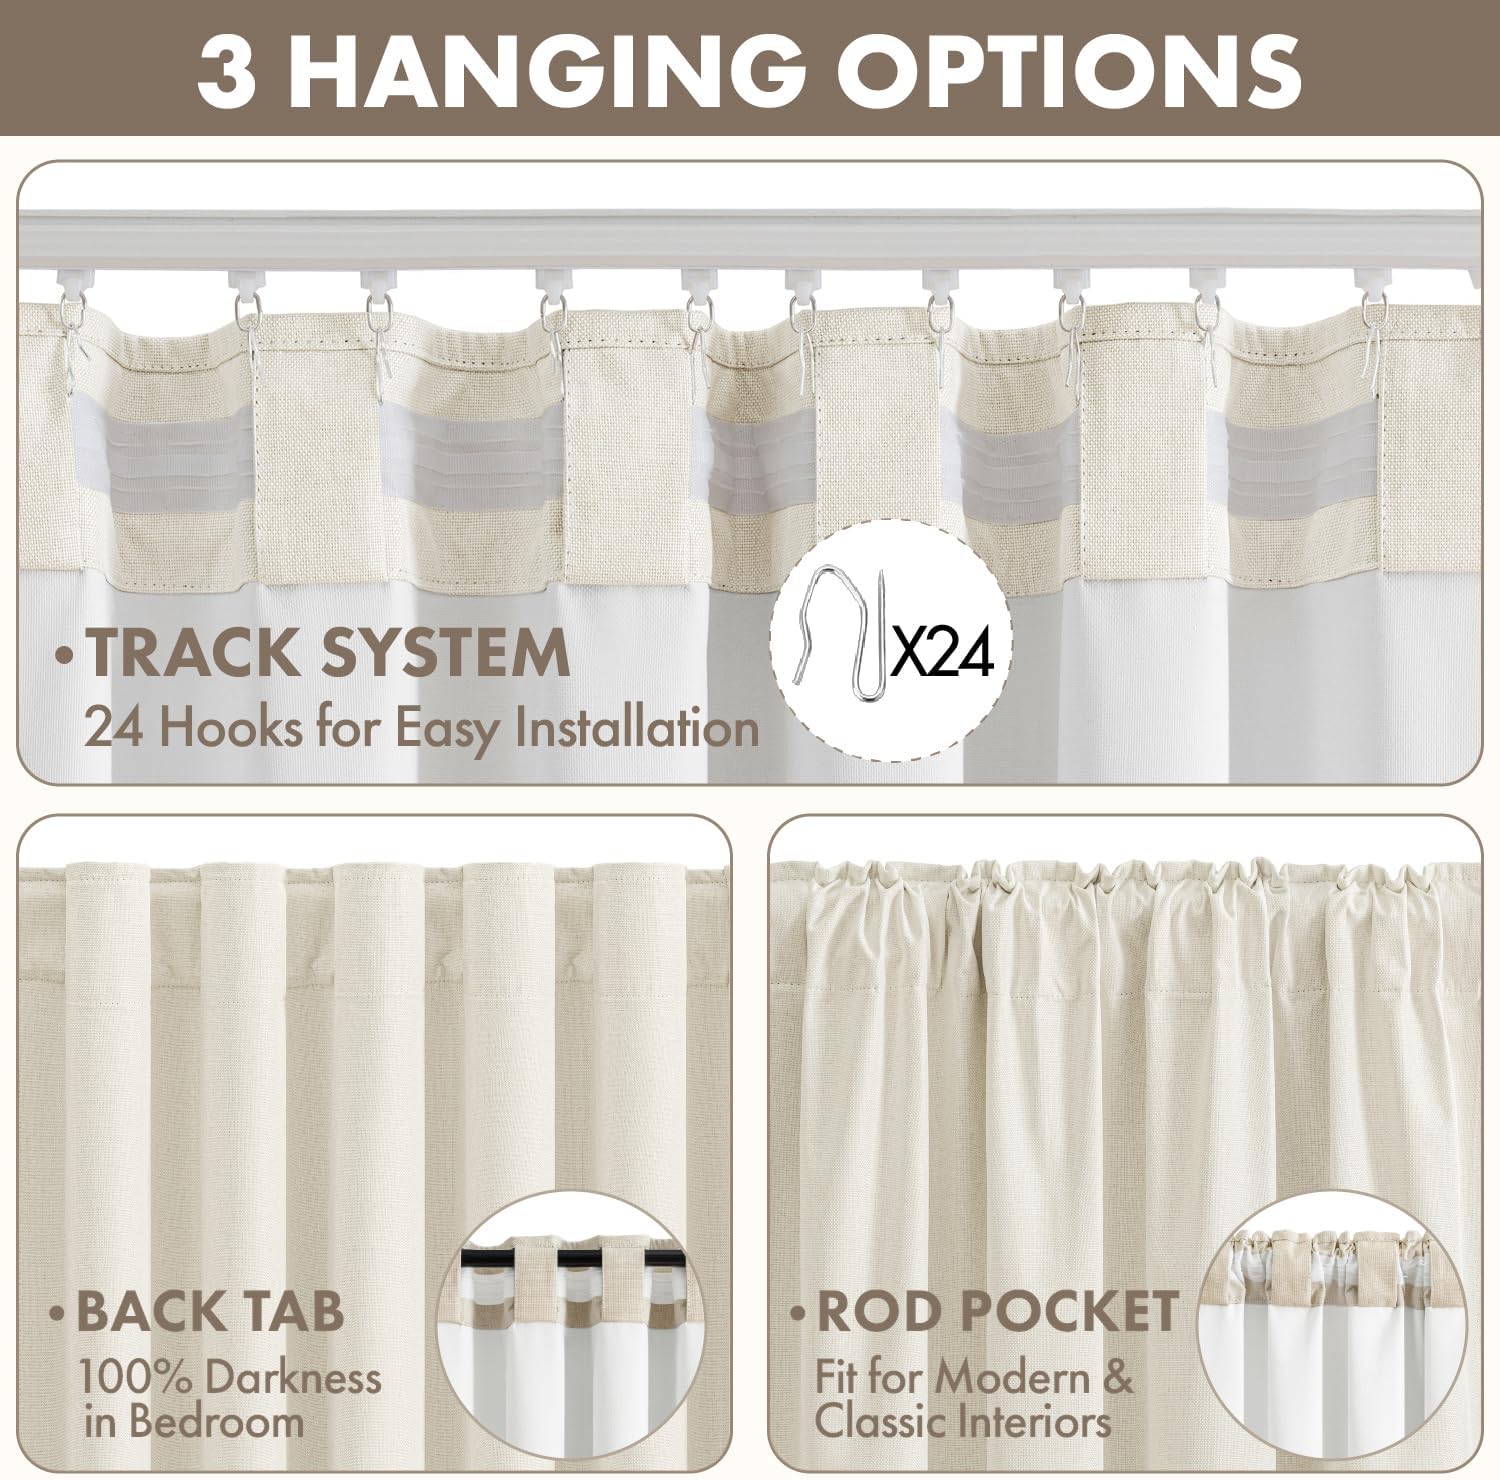 3 HANGING OPTIONS
• TRACK SYSTEM
24 Hooks for Easy Installation
X24
• BACK TAB
100% Darkness
in Bedroom
• ROD POCKET
Fit for Modern &
Classic Interiors